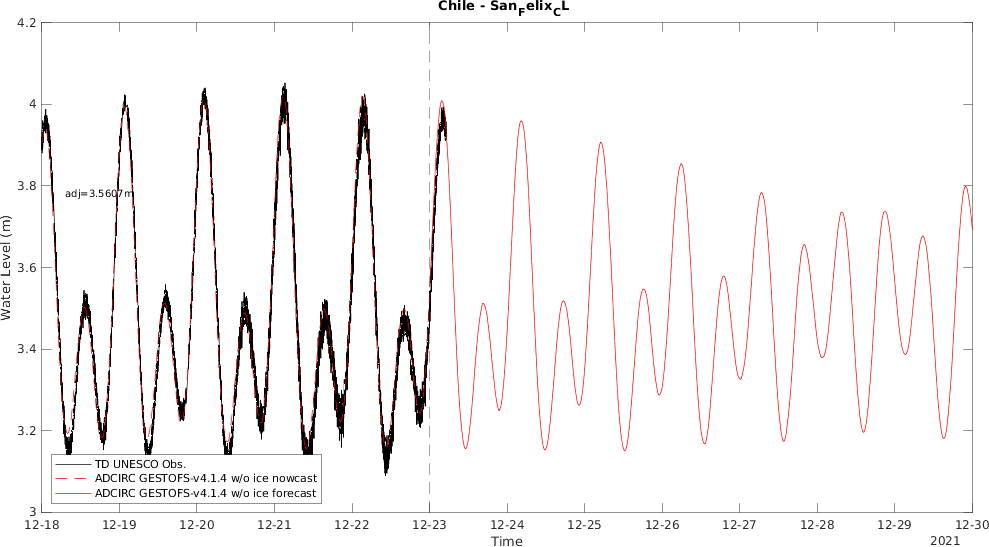 Chile - San_Felix_CL
4.2
4
3.8
3.6
3.4
3.2
3
Water Level (m)
adj=3.5607m
TD UNESCO Obs.
ADCIRC GESTOFS-v4.1.4 w/o ice nowcast
ADCIRC GESTOFS-v4.1.4 w/o ice forecast
12-18 12-19 12-20 12-21 12-22 12-23 12-24 12-25 12-26 12-27 12-28 12-29 12-30
Time
2021